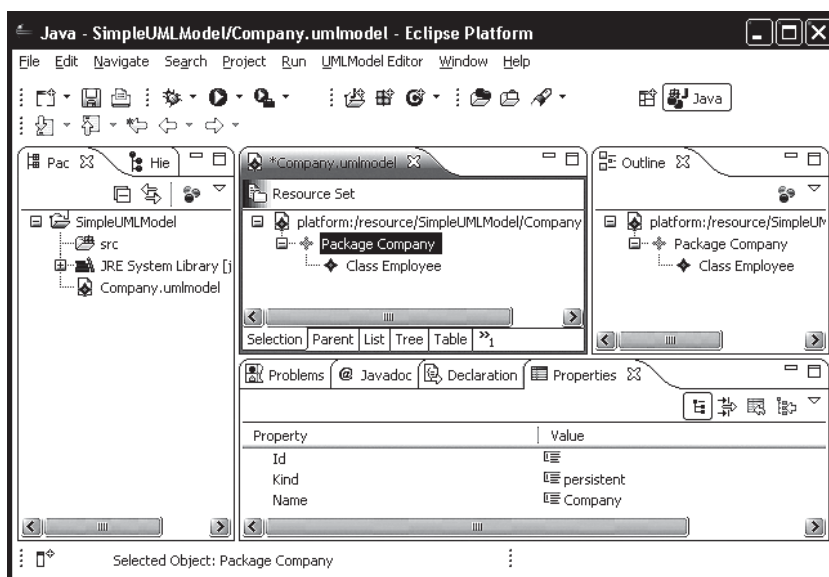 Java - SimpleUMLModel/Company.umlmodel - Eclipse Platform
File Edit Navigate Search Project Run UMLModel Editor Window Help
Java
Pac Hie
SimpleUMLModel
src
JRE System Library [j
Company.umlmodel
*Company.umlmodel
Resource Set
platform:/resource/SimpleUMLModel/Company
Package Company
Class Employee
Selection Parent List Tree Table »1
Outline
platform:/resource/SimpleUM
Package Company
Class Employee
Problems @ Javadoc Declaration Properties
Property Value
Id
Kind persistent
Name Company
Selected Object: Package Company